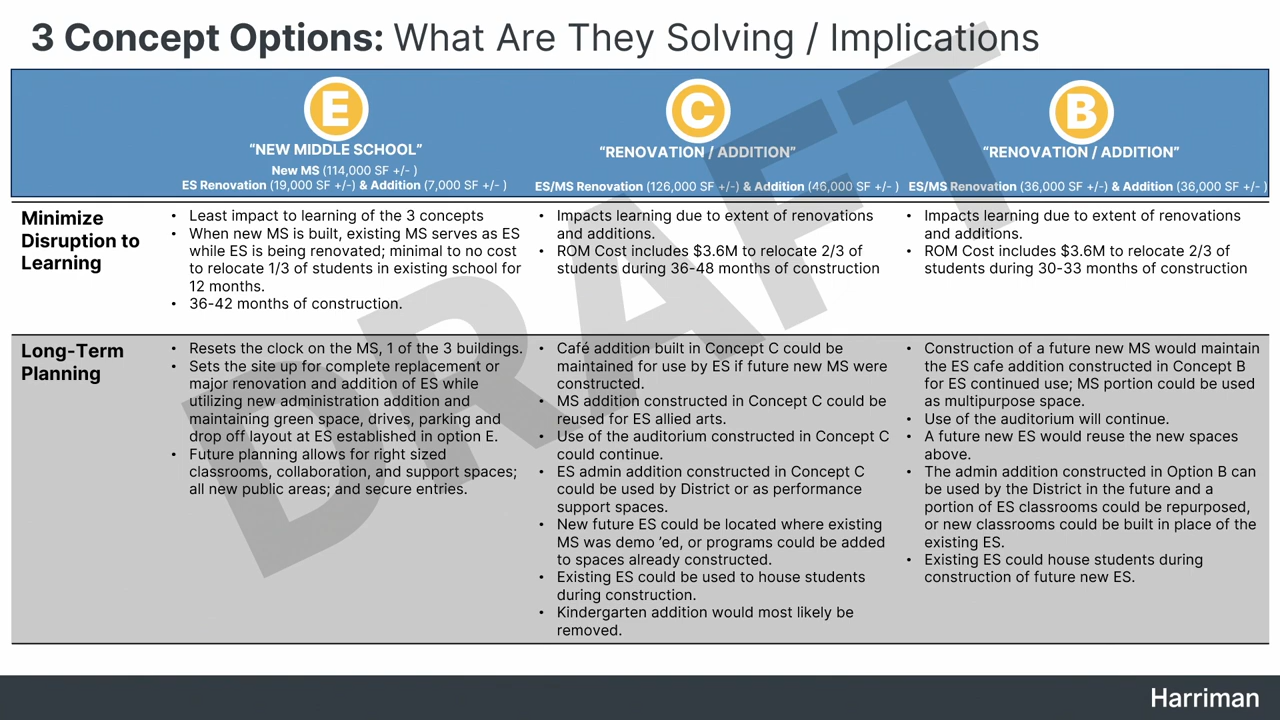 3 Concept Options: What Are They Solving / Implications
E
"NEW MIDDLE SCHOOL"
New MS (114,000 SF +/- )
ES Renovation (19,000 SF +/-) & Addition (7,000 SF +/- )
C
"RENOVATION / ADDITION"
ES/MS Renovation (126,000 SF +/-) & Addition (46,000 SF +/- )
B
"RENOVATION / ADDITION"
ES/MS Renovation (36,000 SF +/-) & Addition (36,000 SF +/- )
Minimize
Disruption to
Learning
• Least impact to learning of the 3 concepts
• When new MS is built, existing MS serves as ES
while ES is being renovated; minimal to no cost
to relocate 1/3 of students in existing school for
12 months.
• 36-42 months of construction.
• Impacts learning due to extent of renovations
and additions.
• ROM Cost includes $3.6M to relocate 2/3 of
students during 36-48 months of construction
• Impacts learning due to extent of renovations
and additions.
• ROM Cost includes $3.6M to relocate 2/3 of
students during 30-33 months of construction
Long-Term
Planning
• Resets the clock on the MS, 1 of the 3 buildings.
• Sets the site up for complete replacement or
major renovation and addition of ES while
utilizing new administration addition and
maintaining green space, drives, parking and
drop off layout at ES established in option E.
• Future planning allows for right sized
classrooms, collaboration, and support spaces;
all new public areas; and secure entries.
• Café addition built in Concept C could be
maintained for use by ES if future new MS were
constructed.
• MS addition constructed in Concept C could be
reused for ES allied arts.
• Use of the auditorium constructed in Concept C
could continue.
• ES admin addition constructed in Concept C
could be used by District or as performance
support spaces.
• New future ES could be located where existing
MS was demo 'ed, or programs could be added
to spaces already constructed.
• Existing ES could be used to house students
during construction.
• Kindergarten addition would most likely be
removed.
• Construction of a future new MS would maintain
the ES cafe addition constructed in Concept B
for ES continued use; MS portion could be used
as multipurpose space.
• Use of the auditorium will continue.
• A future new ES would reuse the new spaces
above.
• The admin addition constructed in Option B can
be used by the District in the future and a
portion of ES classrooms could be repurposed,
or new classrooms could be built in place of the
existing ES.
• Existing ES could house students during
construction of future new ES.
DRAFT
Harriman